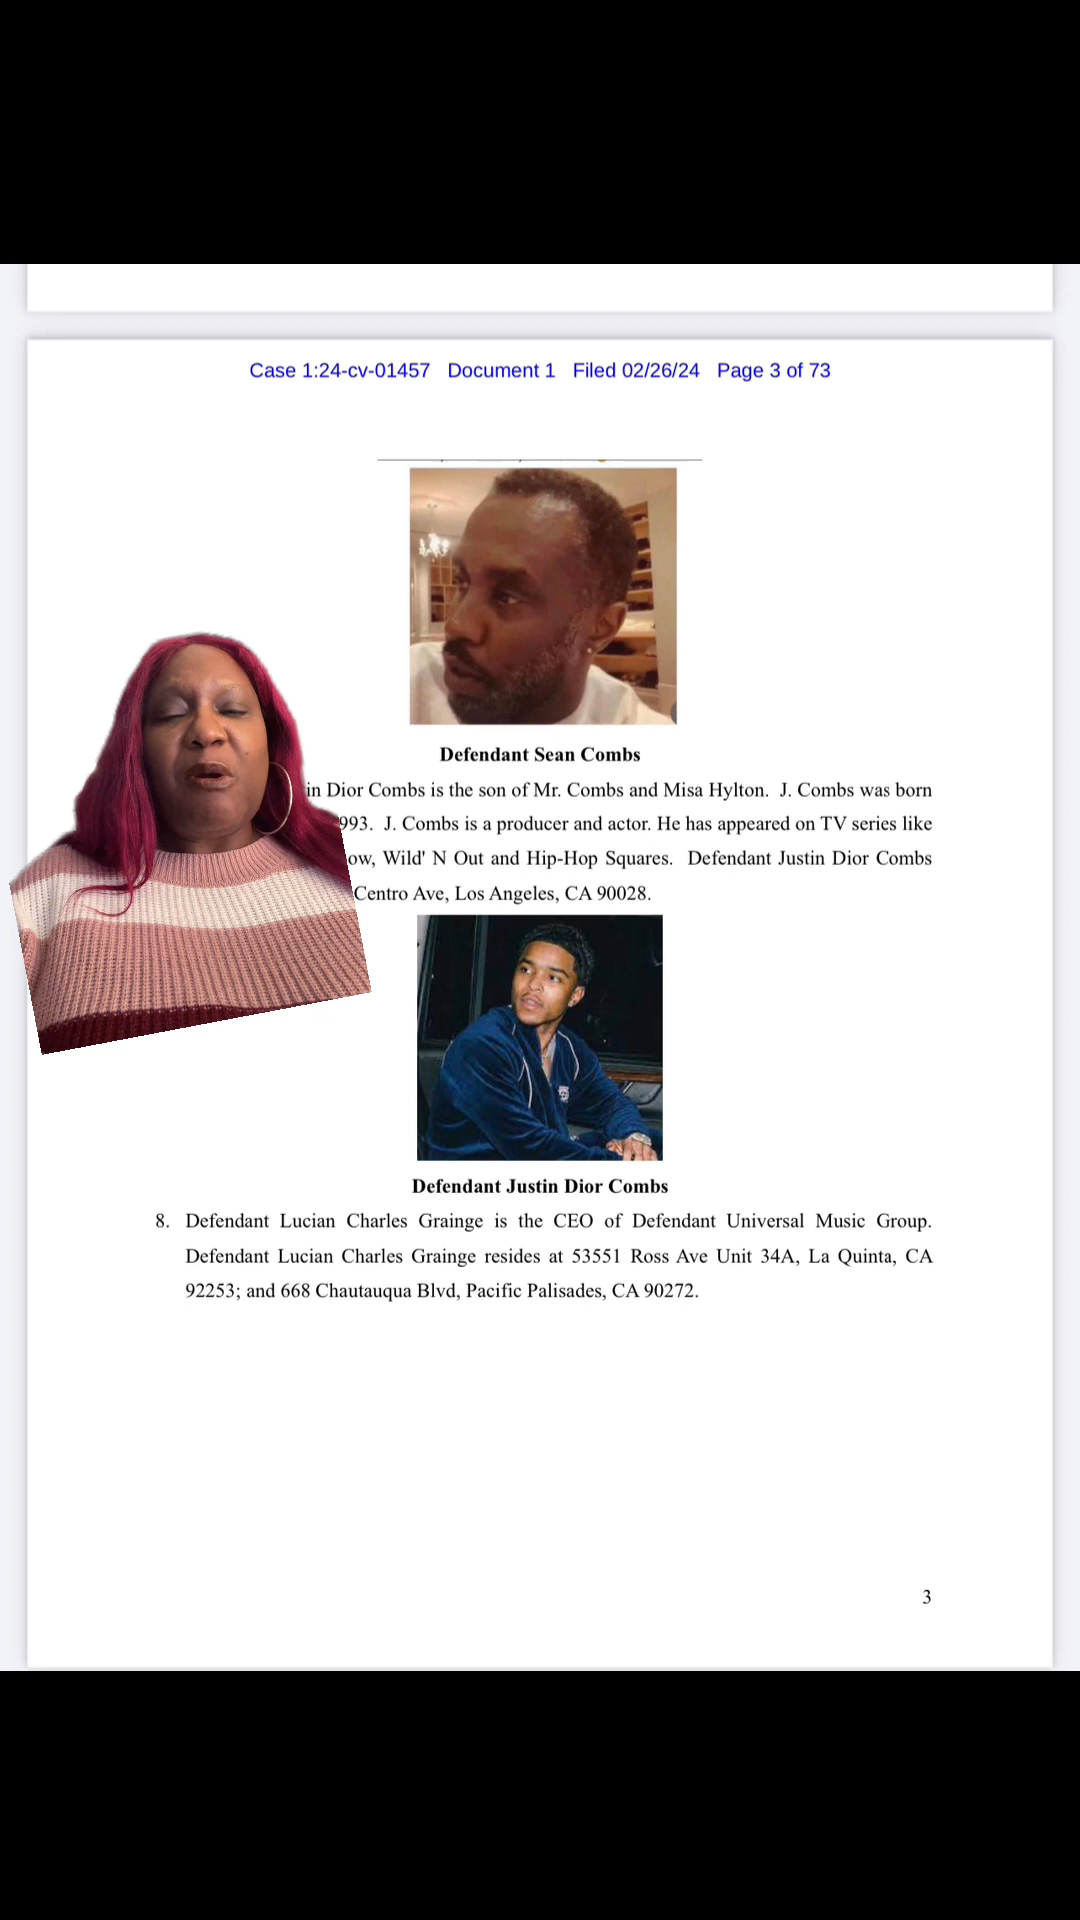 Case 1:24-cv-01457 Document 1 Filed 02/26/24 Page 3 of 73
Defendant Sean Combs
in Dior Combs is the son of Mr. Combs and Misa Hylton. J. Combs was born
993. J. Combs is a producer and actor. He has appeared on TV series like
ow, Wild' N Out and Hip-Hop Squares. Defendant Justin Dior Combs
Centro Ave, Los Angeles, CA 90028.
Defendant Justin Dior Combs
8. Defendant Lucian Charles Grainge is the CEO of Defendant Universal Music Group.
Defendant Lucian Charles Grainge resides at 53551 Ross Ave Unit 34A, La Quinta, CA
92253; and 668 Chautauqua Blvd, Pacific Palisades, CA 90272.
3